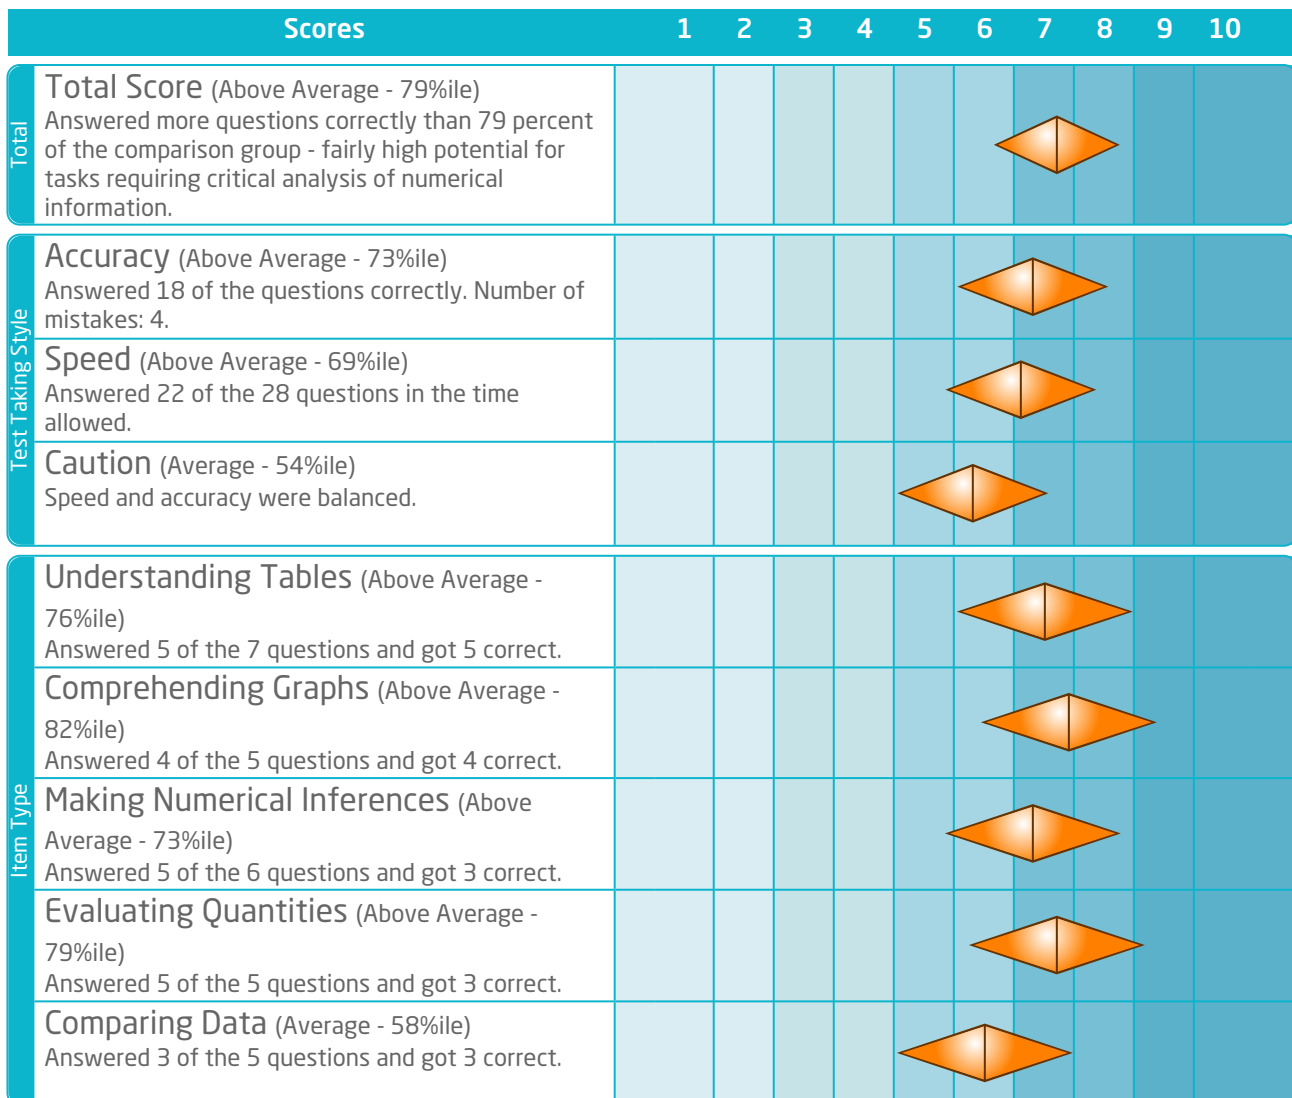 Scores 1 2 3 4 5 6 7 8 9 10
Total
Total Score (Above Average - 79%ile)
Answered more questions correctly than 79 percent
of the comparison group - fairly high potential for
tasks requiring critical analysis of numerical
information.
Test Taking Style
Accuracy (Above Average - 73%ile)
Answered 18 of the questions correctly. Number of
mistakes: 4.
Speed (Above Average - 69%ile)
Answered 22 of the 28 questions in the time
allowed.
Caution (Average - 54%ile)
Speed and accuracy were balanced.
Item Type
Understanding Tables (Above Average -
76%ile)
Answered 5 of the 7 questions and got 5 correct.
Comprehending Graphs (Above Average -
82%ile)
Answered 4 of the 5 questions and got 4 correct.
Making Numerical Inferences (Above
Average - 73%ile)
Answered 5 of the 6 questions and got 3 correct.
Evaluating Quantities (Above Average -
79%ile)
Answered 5 of the 5 questions and got 3 correct.
Comparing Data (Average - 58%ile)
Answered 3 of the 5 questions and got 3 correct.